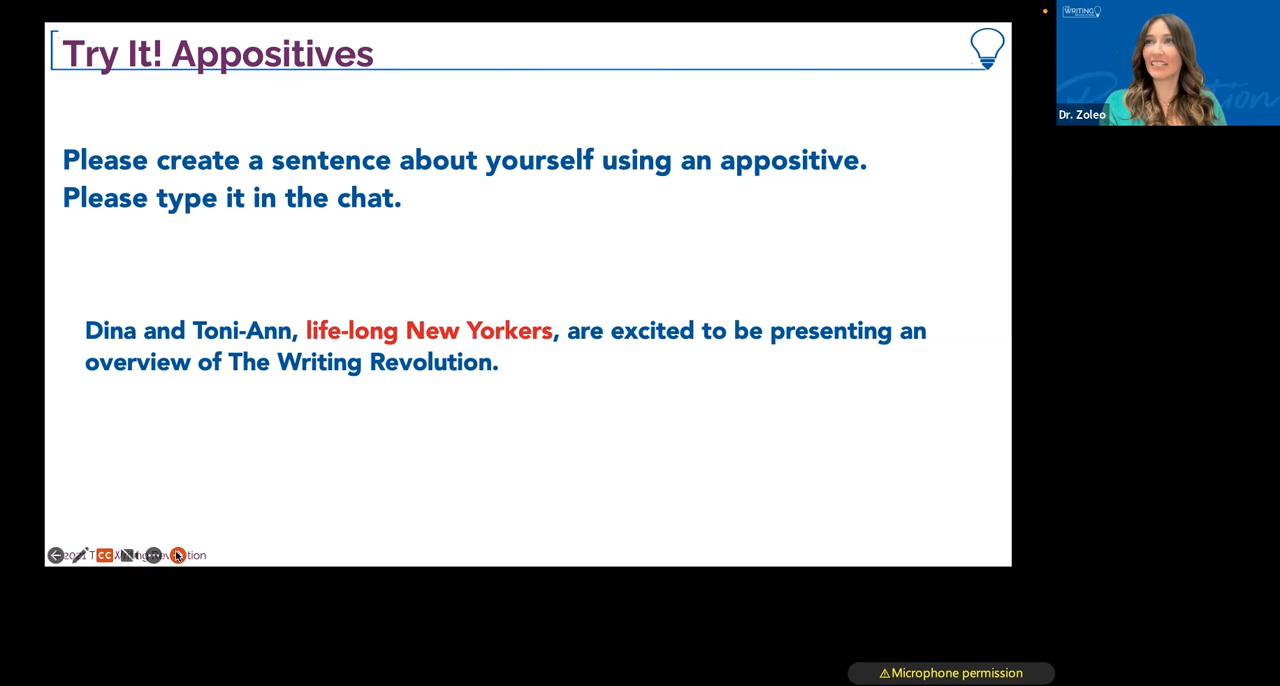 Try It! Appositives
WRITING
Dr. Zoleo
Please create a sentence about yourself using an appositive.
Please type it in the chat.
Dina and Toni-Ann, life-long New Yorkers, are excited to be presenting an
overview of The Writing Revolution.
CC
⚠Microphone permission